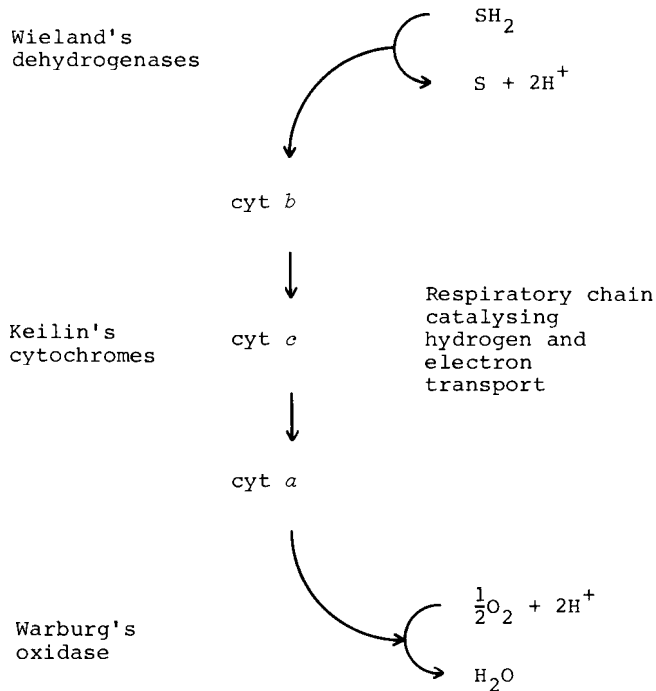 Wieland's
dehydrogenases
SH₂
S + 2H⁺
cyt b
Keilin's
cytochromes
cyt c
Respiratory chain
catalysing
hydrogen and
electron
transport
cyt a
Warburg's
oxidase
½O₂ + 2H⁺
H₂O